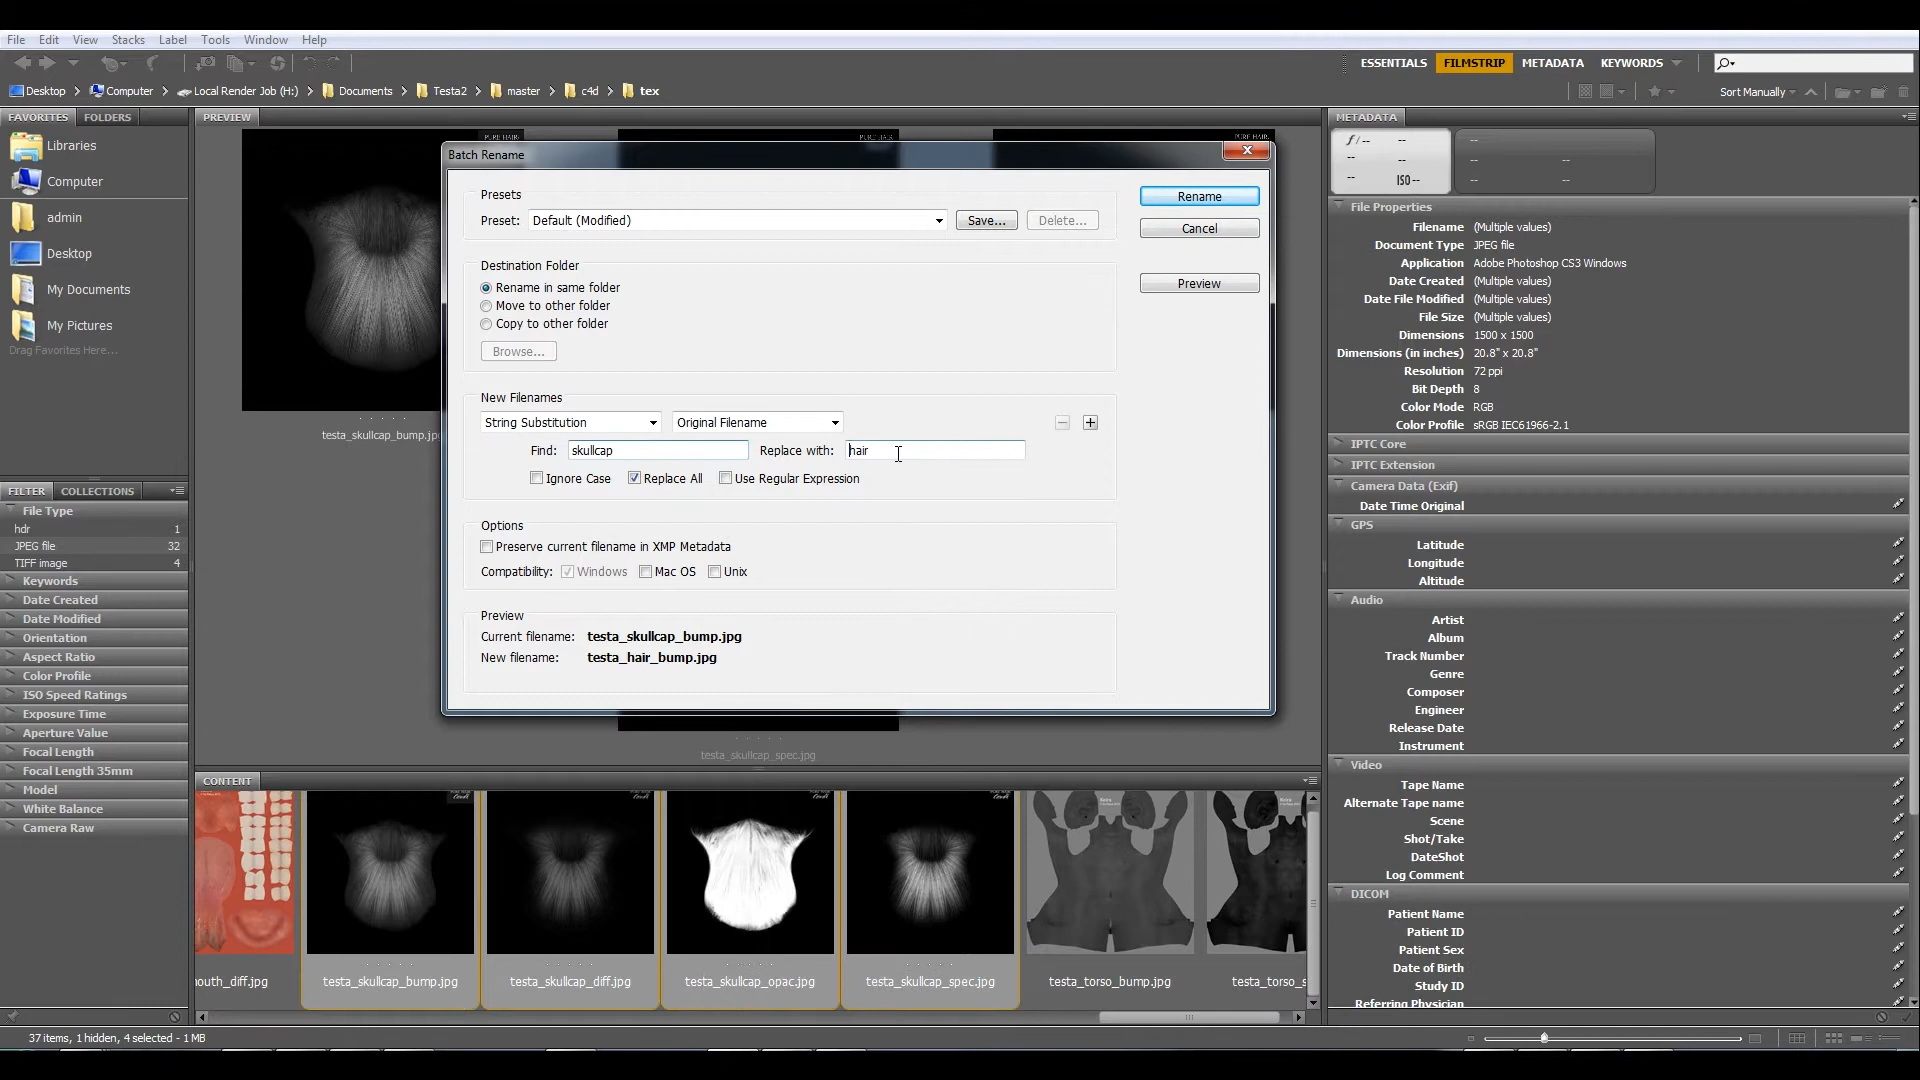 File Edit View Stacks Label Tools Window Help
ESSENTIALS FILMSTRIP METADATA KEYWORDS
Desktop Computer Local Render Job (H:) Documents Testa2 master c4d tex
Sort Manually
FAVORITES FOLDERS
Libraries
Computer
admin
Desktop
My Documents
My Pictures
Drag Favorites Here...
FILTER COLLECTIONS
File Type
hdr 1
JPEG file 32
TIFF image 4
Keywords
Date Created
Date Modified
Orientation
Aspect Ratio
Color Profile
ISO Speed Ratings
Exposure Time
Aperture Value
Focal Length
Focal Length 35mm
Model
White Balance
Camera Raw
PREVIEW
PURE HAIR
PURE HAIR
PURE HAIR
testa_skullcap_bump.jp
testa_skullcap_spec.jpg
Batch Rename
Presets
Preset: Default (Modified) Save... Delete...
Rename
Cancel
Preview
Destination Folder
Rename in same folder
Move to other folder
Copy to other folder
Browse...
New Filenames
String Substitution Original Filename
Find: skullcap Replace with: hair
Ignore Case Replace All Use Regular Expression
Options
Preserve current filename in XMP Metadata
Compatibility: Windows Mac OS Unix
Preview
Current filename: testa_skullcap_bump.jpg
New filename: testa_hair_bump.jpg
CONTENT
outh_diff.jpg testa_skullcap_bump.jpg testa_skullcap_diff.jpg testa_skullcap_opac.jpg testa_skullcap_spec.jpg testa_torso_bump.jpg testa_torso_s
METADATA
f/-- --
-- --
-- ISO --
--
-- --
-- --
File Properties
Filename (Multiple values)
Document Type JPEG file
Application Adobe Photoshop CS3 Windows
Date Created (Multiple values)
Date File Modified (Multiple values)
File Size (Multiple values)
Dimensions 1500 x 1500
Dimensions (in inches) 20.8" x 20.8"
Resolution 72 ppi
Bit Depth 8
Color Mode RGB
Color Profile sRGB IEC61966-2.1
IPTC Core
IPTC Extension
Camera Data (Exif)
Date Time Original
GPS
Latitude
Longitude
Altitude
Audio
Artist
Album
Track Number
Genre
Composer
Engineer
Release Date
Instrument
Video
Tape Name
Alternate Tape name
Scene
Shot/Take
DateShot
Log Comment
DICOM
Patient Name
Patient ID
Patient Sex
Date of Birth
Study ID
Referring Physician
37 items, 1 hidden, 4 selected - 1 MB